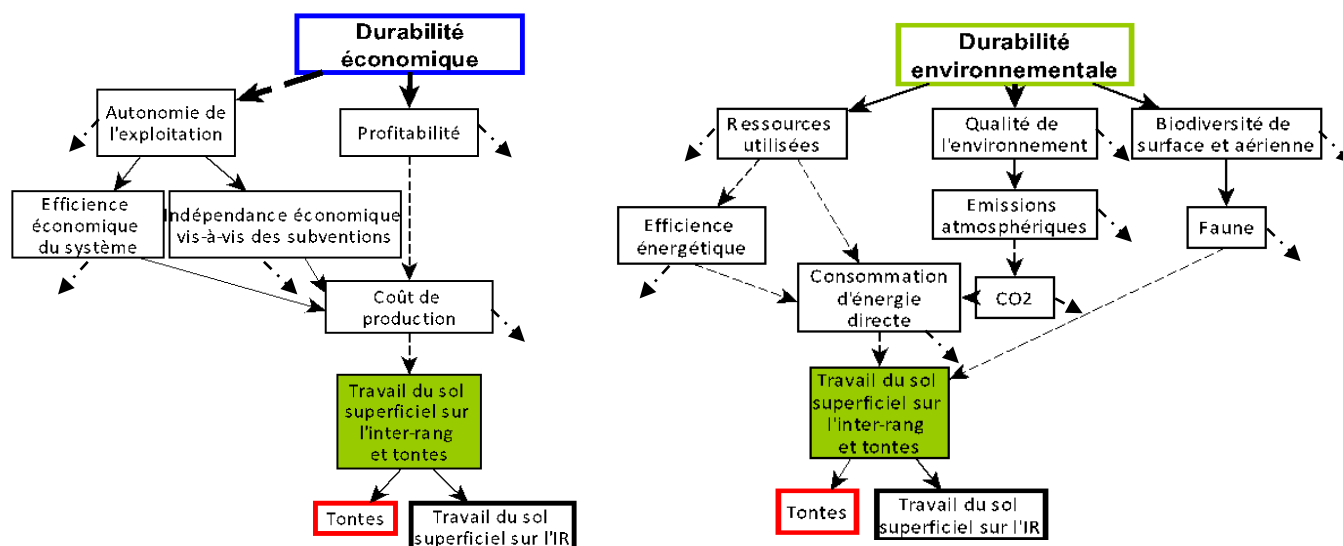 Durabilité
économique
Autonomie de
l'exploitation
Profitabilité
Efficience
économique
du système
Indépendance économique
vis-à-vis des subventions
Coût de
production
Travail du sol
superficiel sur
l'inter-rang
et tontes
Tontes
Travail du sol
superficiel sur l'IR
Durabilité
environnementale
Ressources
utilisées
Qualité de
l'environnement
Biodiversité de
surface et aérienne
Efficience
énergétique
Emissions
atmosphériques
Faune
Consommation
d'énergie
directe
CO2
Travail du sol
superficiel sur
l'inter-rang
et tontes
Tontes
Travail du sol
superficiel sur l'IR